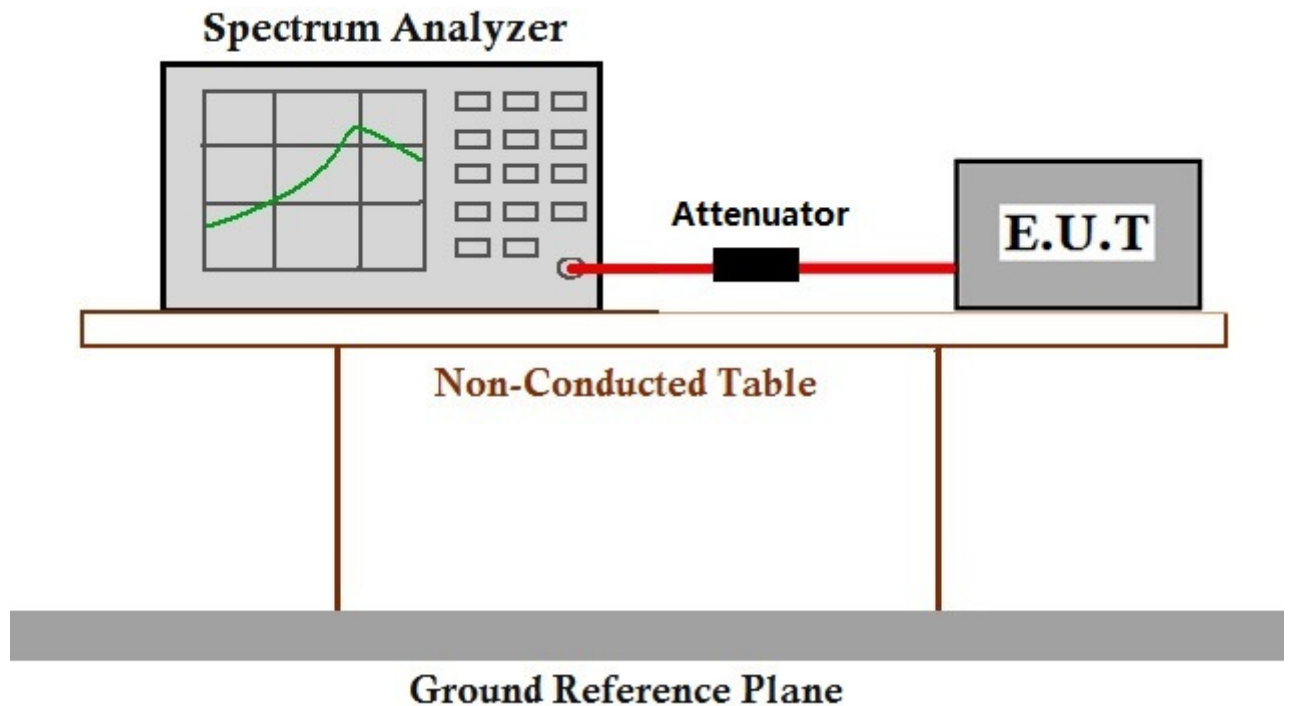 Spectrum Analyzer
Attenuator
E.U.T
Non-Conducted Table
Ground Reference Plane